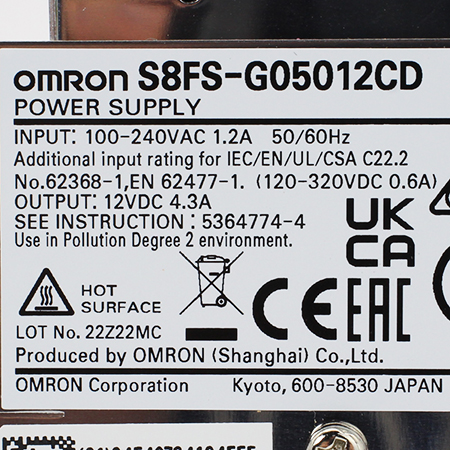 OMRON S8FS-G05012CD
POWER SUPPLY
INPUT: 100-240VAC 1.2A 50/60Hz
Additional input rating for IEC/EN/UL/CSA C22.2
No.62368-1,EN 62477-1. (120-320VDC 0.6A)
OUTPUT: 12VDC 4.3A
SEE INSTRUCTION : 5364774-4
Use in Pollution Degree 2 environment.
UK
CA
HOT
SURFACE
CE EAC
LOT No. 22Z22MC
Produced by OMRON (Shanghai) Co.,Ltd.
OMRON Corporation Kyoto, 600-8530 JAPAN